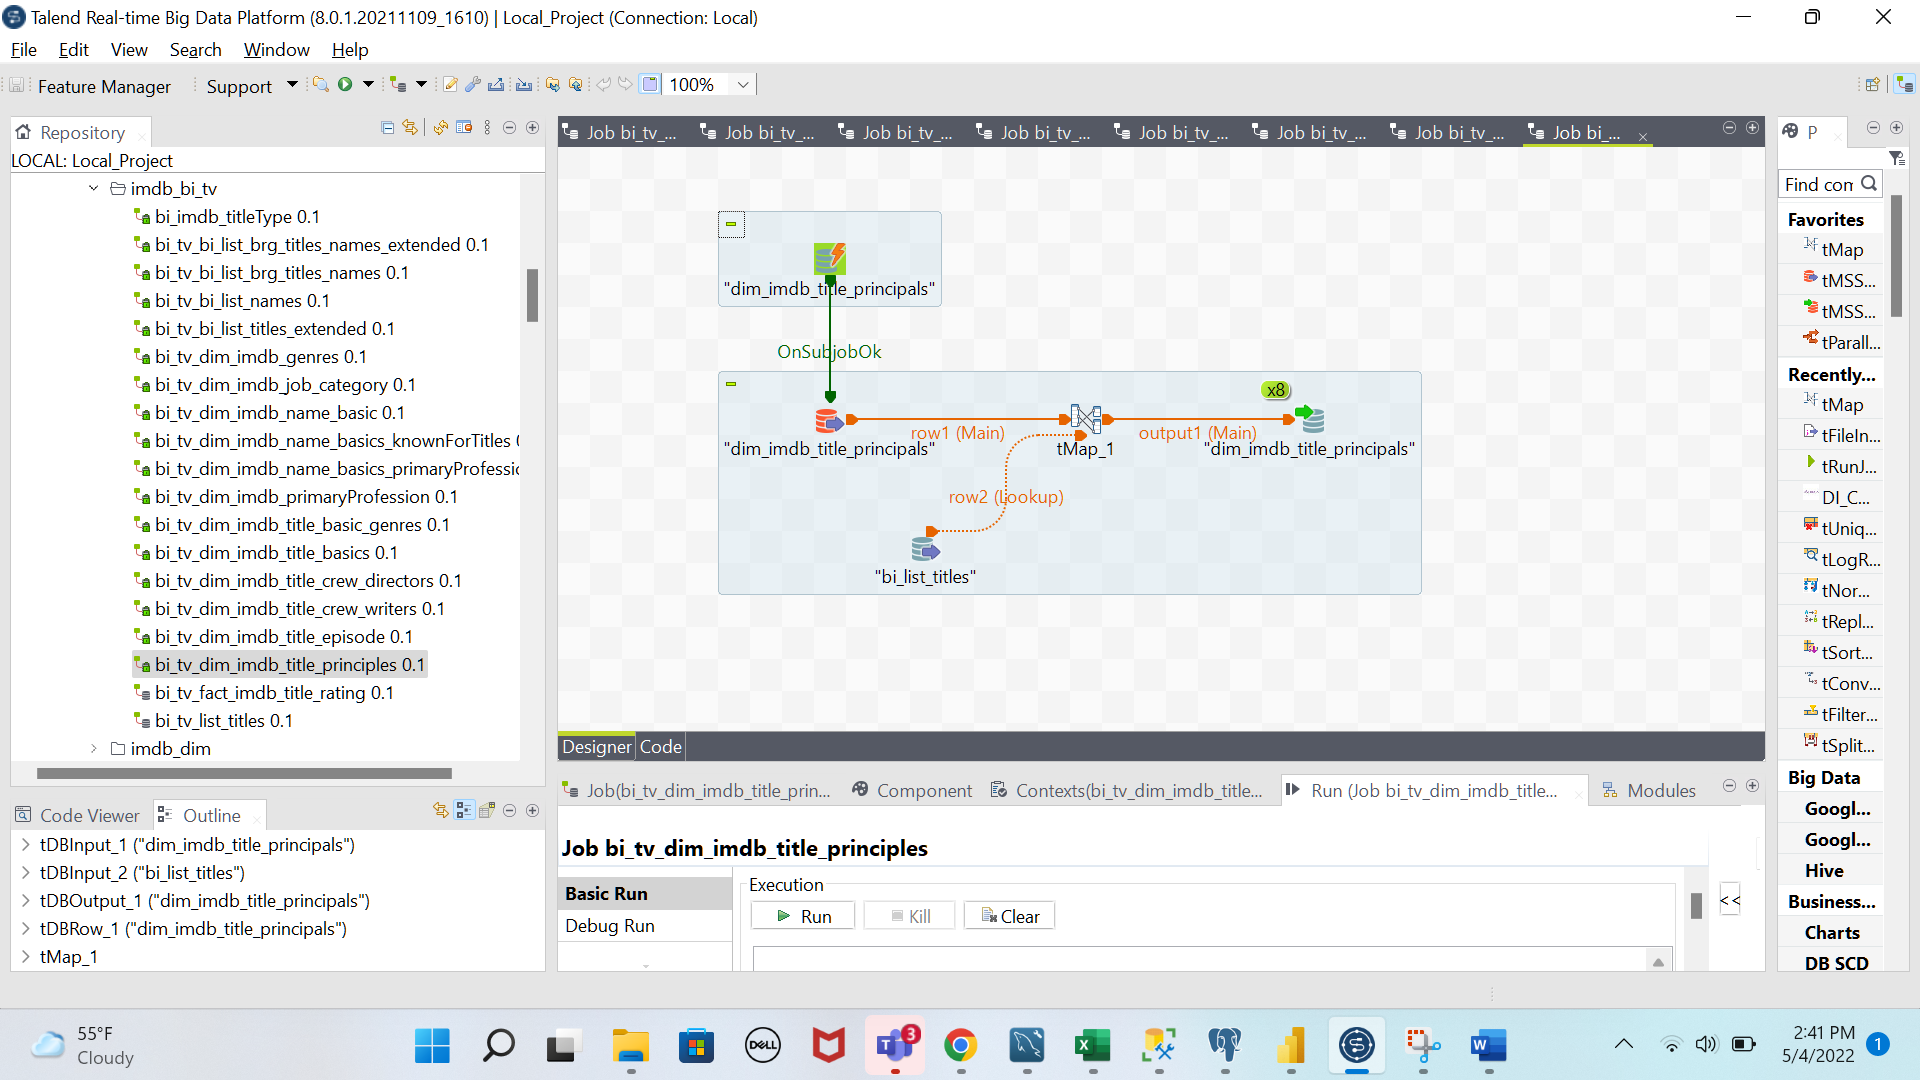 Talend Real-time Big Data Platform (8.0.1.20211109_1610) | Local_Project (Connection: Local)
File Edit View Search Window Help
Feature Manager Support 100%
Repository
LOCAL: Local_Project
imdb_bi_tv
bi_imdb_titleType 0.1
bi_tv_bi_list_brg_titles_names_extended 0.1
bi_tv_bi_list_brg_titles_names 0.1
bi_tv_bi_list_names 0.1
bi_tv_bi_list_titles_extended 0.1
bi_tv_dim_imdb_genres 0.1
bi_tv_dim_imdb_job_category 0.1
bi_tv_dim_imdb_name_basic 0.1
bi_tv_dim_imdb_name_basics_knownForTitles (
bi_tv_dim_imdb_name_basics_primaryProfessic
bi_tv_dim_imdb_primaryProfession 0.1
bi_tv_dim_imdb_title_basic_genres 0.1
bi_tv_dim_imdb_title_basics 0.1
bi_tv_dim_imdb_title_crew_directors 0.1
bi_tv_dim_imdb_title_crew_writers 0.1
bi_tv_dim_imdb_title_episode 0.1
bi_tv_dim_imdb_title_principles 0.1
bi_tv_fact_imdb_title_rating 0.1
bi_tv_list_titles 0.1
imdb_dim
Code Viewer Outline
tDBInput_1 ("dim_imdb_title_principals")
tDBInput_2 ("bi_list_titles")
tDBOutput_1 ("dim_imdb_title_principals")
tDBRow_1 ("dim_imdb_title_principals")
tMap_1
Job bi_tv_... Job bi_tv_... Job bi_tv_... Job bi_tv_... Job bi_tv_... Job bi_tv_... Job bi_tv_... Job bi_...
"dim_imdb_title_principals"
OnSubjobOk
x8
row1 (Main) output1 (Main)
"dim_imdb_title_principals" tMap_1 "dim_imdb_title_principals"
row2 (Lookup)
"bi_list_titles"
Designer Code
Job(bi_tv_dim_imdb_title_prin... Component Contexts(bi_tv_dim_imdb_title... Run (Job bi_tv_dim_imdb_title... Modules
Job bi_tv_dim_imdb_title_principles
Basic Run
Debug Run
Execution
Run Kill Clear
<<
P
Find con
Favorites
tMap
tMSS...
tMSS...
tParall...
Recently...
tMap
tFileIn...
tRunJ...
DI_C...
tUniq...
tLogR...
tNor...
tRepl...
tSort...
tConv...
tFilter...
tSplit...
Big Data
Googl...
Googl...
Hive
Business...
Charts
DB SCD
55°F
Cloudy
DELL
3
2:41 PM
5/4/2022
1